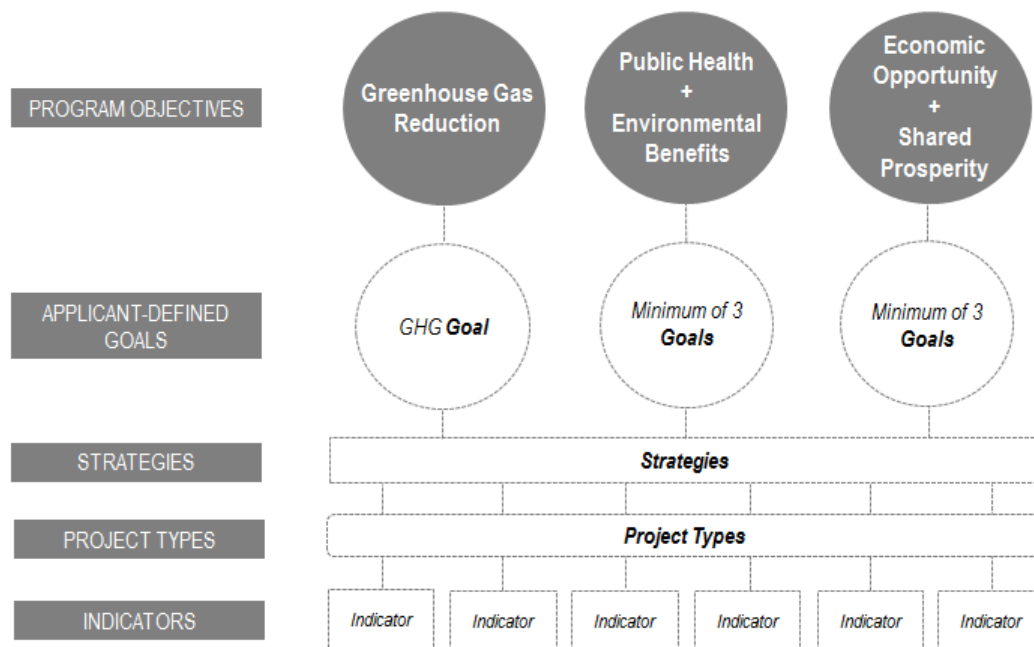 PROGRAM OBJECTIVES
Greenhouse Gas
Reduction
Public Health
+
Environmental
Benefits
Economic
Opportunity
+
Shared
Prosperity
APPLICANT-DEFINED
GOALS
GHG Goal
Minimum of 3
Goals
Minimum of 3
Goals
STRATEGIES
Strategies
PROJECT TYPES
Project Types
INDICATORS
Indicator
Indicator
Indicator
Indicator
Indicator
Indicator